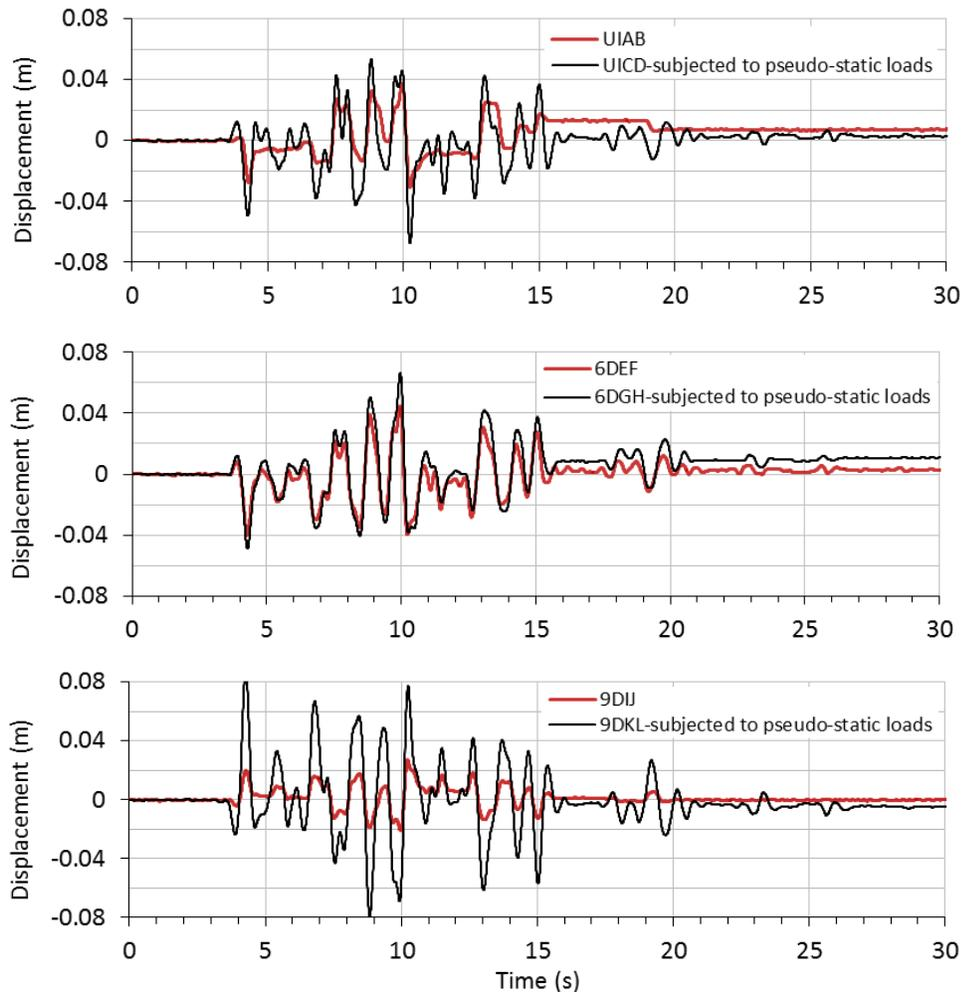 0.08
UIAB
UICD-subjected to pseudo-static loads
0.04
0
-0.04
-0.08
Displacement (m)
0 5 10 15 20 25 30
0.08
6DEF
6DGH-subjected to pseudo-static loads
0.04
0
-0.04
-0.08
Displacement (m)
0 5 10 15 20 25 30
0.08
9DIJ
9DKL-subjected to pseudo-static loads
0.04
0
-0.04
-0.08
Displacement (m)
0 5 10 15 20 25 30
Time (s)